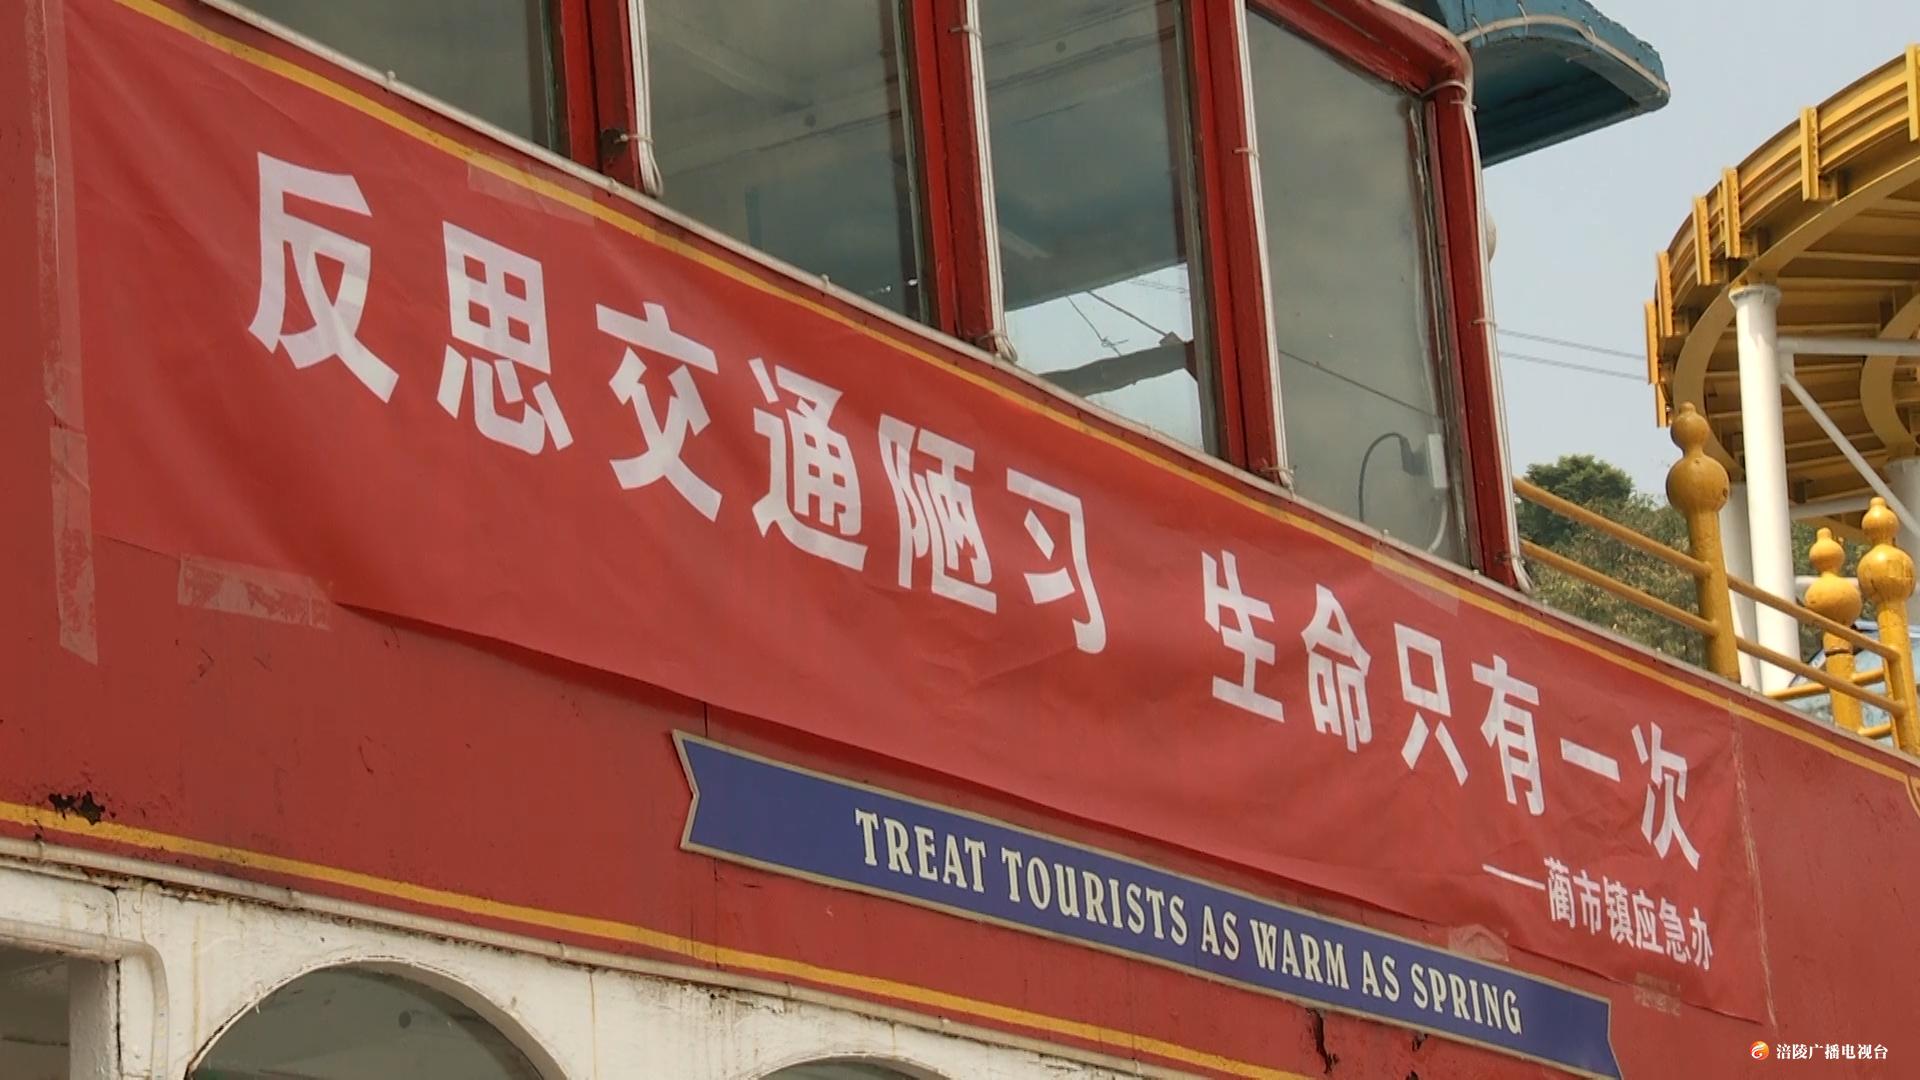 反思交通陋习 生命只有一次
——蔺市镇应急办
TREAT TOURISTS AS WARM AS SPRING
涪陵广播电视台